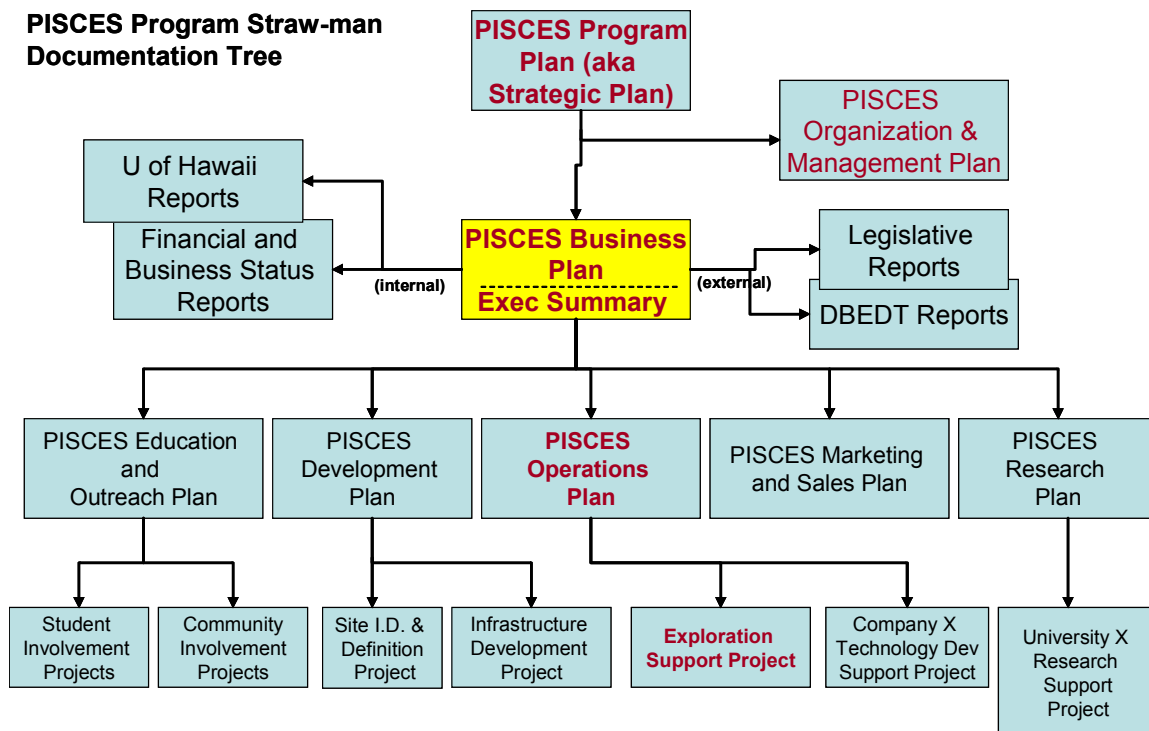 PISCES Program Straw-man
Documentation Tree
PISCES Program
Plan (aka
Strategic Plan)
PISCES
Organization &
Management Plan
U of Hawaii
Reports
Financial and
Business Status
Reports
(internal)
PISCES Business
Plan
Exec Summary
(external)
Legislative
Reports
DBEDT Reports
PISCES Education
and
Outreach Plan
PISCES
Development
Plan
PISCES
Operations
Plan
PISCES Marketing
and Sales Plan
PISCES
Research
Plan
Student
Involvement
Projects
Community
Involvement
Projects
Site I.D. &
Definition
Project
Infrastructure
Development
Project
Exploration
Support Project
Company X
Technology Dev
Support Project
University X
Research
Support
Project